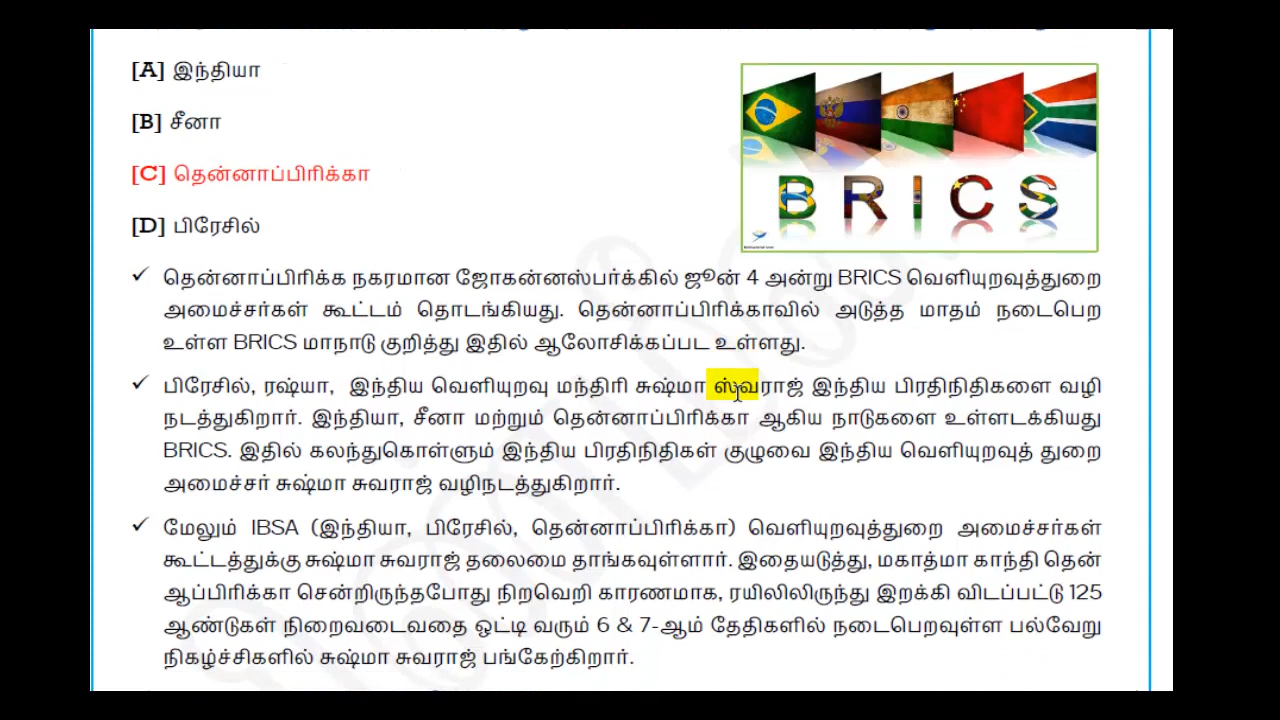 [A] இந்தியா
[B] சீனா
[C] தென்னாப்பிரிக்கா
[D] பிரேசில்
BRICS
✓ தென்னாப்பிரிக்க நகரமான ஜோகன்னஸ்பர்க்கில் ஜூன் 4 அன்று BRICS வெளியுறவுத்துறை
அமைச்சர்கள் கூட்டம் தொடங்கியது. தென்னாப்பிரிக்காவில் அடுத்த மாதம் நடைபெற
உள்ள BRICS மாநாடு குறித்து இதில் ஆலோசிக்கப்பட உள்ளது.
✓ பிரேசில், ரஷ்யா, இந்திய வெளியுறவு மந்திரி சுஷ்மா ஸ்வராஜ் இந்திய பிரதிநிதிகளை வழி
நடத்துகிறார். இந்தியா, சீனா மற்றும் தென்னாப்பிரிக்கா ஆகிய நாடுகளை உள்ளடக்கியது
BRICS. இதில் கலந்துகொள்ளும் இந்திய பிரதிநிதிகள் குழுவை இந்திய வெளியுறவுத் துறை
அமைச்சர் சுஷ்மா சுவராஜ் வழிநடத்துகிறார்.
✓ மேலும் IBSA (இந்தியா, பிரேசில், தென்னாப்பிரிக்கா) வெளியுறவுத்துறை அமைச்சர்கள்
கூட்டத்துக்கு சுஷ்மா சுவராஜ் தலைமை தாங்கவுள்ளார். இதையடுத்து, மகாத்மா காந்தி தென்
ஆப்பிரிக்கா சென்றிருந்தபோது நிறவெறி காரணமாக, ரயிலிலிருந்து இறக்கி விடப்பட்டு 125
ஆண்டுகள் நிறைவடைவதை ஒட்டி வரும் 6 & 7-ஆம் தேதிகளில் நடைபெறவுள்ள பல்வேறு
நிகழ்ச்சிகளில் சுஷ்மா சுவராஜ் பங்கேற்கிறார்.